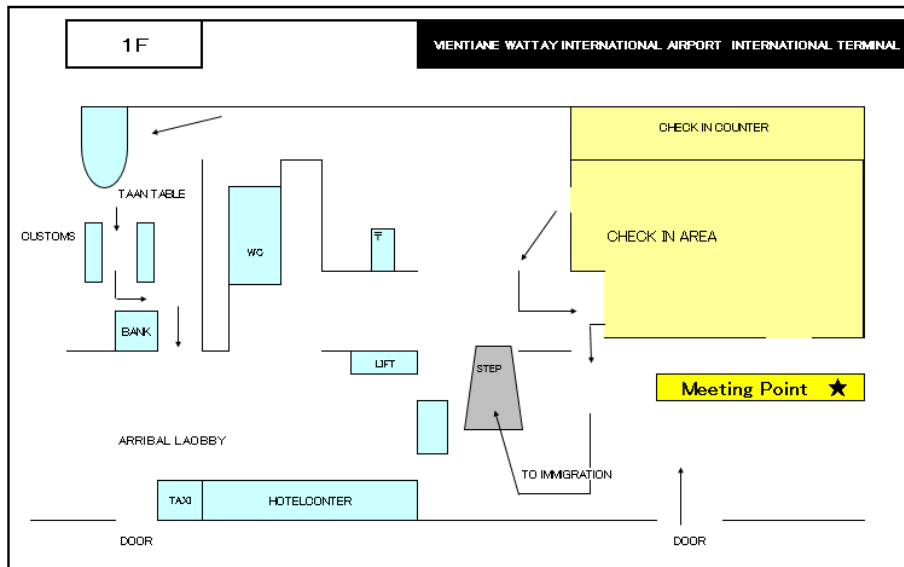 1F
VIENTIANE WATTAY INTERNATIONAL AIRPORT INTERNATIONAL TERMINAL
CHECK IN COUNTER
TAAN TABLE
CUSTOMS
WC
〒
CHECK IN AREA
BANK
LIFT
STEP
Meeting Point ★
ARRIBAL LAOBBY
TO IMMIGRATION
TAXI
HOTELCONTER
DOOR
DOOR